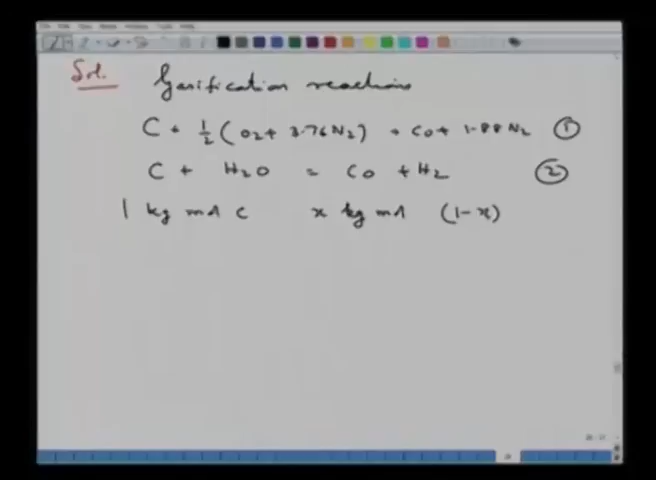 Sol. Gasification reactions
C + 1/2 (O2 + 3.76 N2) = CO + 1.88 N2 ①
C + H2O = CO + H2 ②
1 kg mol C x kg mol (1-x)